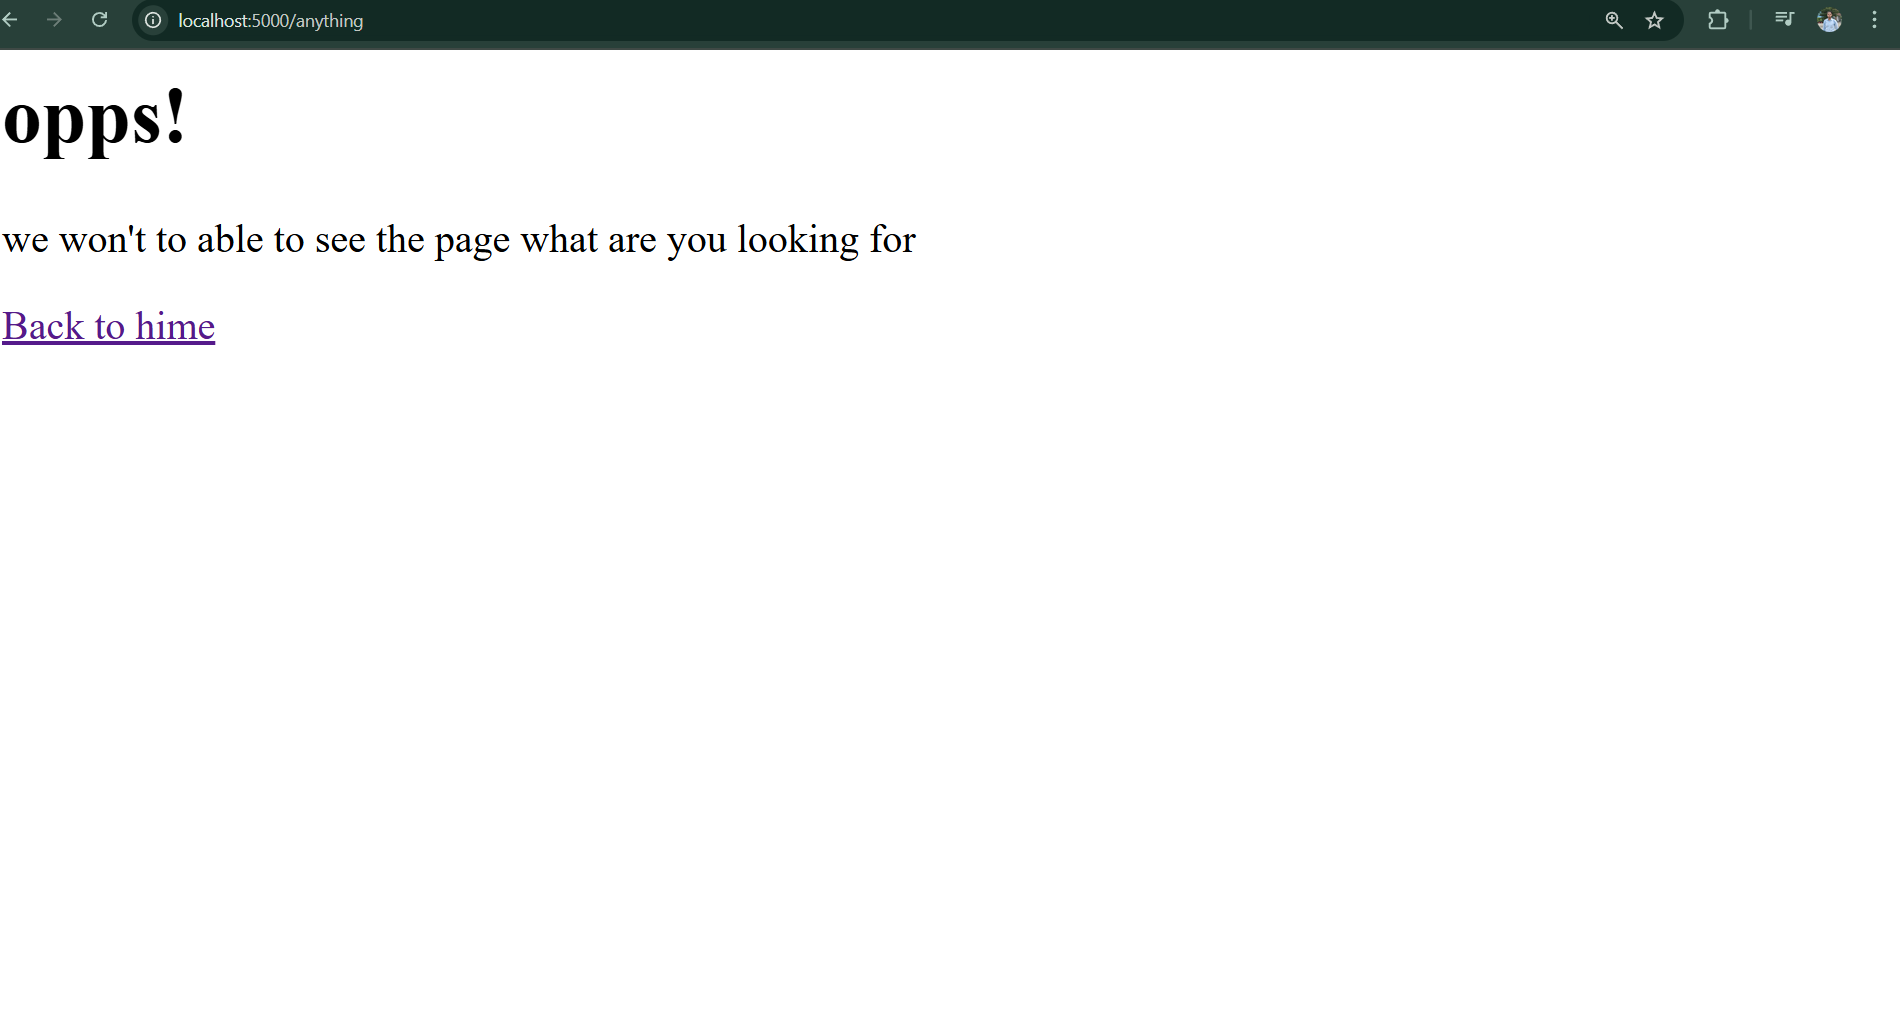 localhost:5000/anything
opps!
we won't to able to see the page what are you looking for
Back to hime